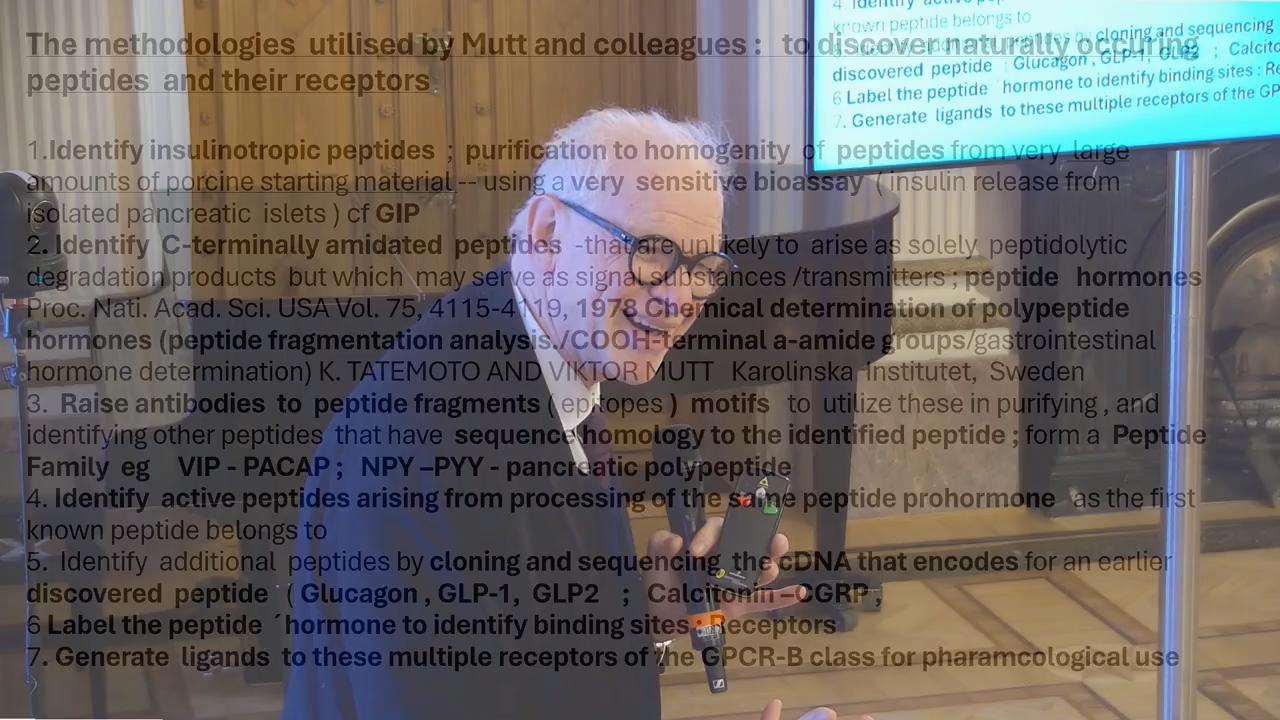 The methodologies utilised by Mutt and colleagues : to discover naturally occuring
peptides and their receptors
1.Identify insulinotropic peptides ; purification to homogenity of peptides from very large
amounts of porcine starting material -- using a very sensitive bioassay ( insulin release from
isolated pancreatic islets ) cf GIP
2. Identify C-terminally amidated peptides -that are unlikely to arise as solely peptidolytic
degradation products but which may serve as signal substances /transmitters ; peptide hormones
Proc. Nati. Acad. Sci. USA Vol. 75, 4115-4119, 1978 Chemical determination of polypeptide
hormones (peptide fragmentation analysis./COOH-terminal a-amide groups/gastrointestinal
hormone determination) K. TATEMOTO AND VIKTOR MUTT Karolinska Institutet, Sweden
3. Raise antibodies to peptide fragments ( epitopes ) motifs to utilize these in purifying , and
identifying other peptides that have sequence homology to the identified peptide ; form a Peptide
Family eg VIP - PACAP ; NPY –PYY - pancreatic polypeptide
4. Identify active peptides arising from processing of the same peptide prohormone as the first
known peptide belongs to
5. Identify additional peptides by cloning and sequencing the cDNA that encodes for an earlier
discovered peptide ( Glucagon , GLP-1, GLP2 ; Calcitonin –CGRP
6 Label the peptide ´hormone to identify binding sites : Receptors
7. Generate ligands to these multiple receptors of the GPCR-B class for pharamcological use
4. Identify active
known peptide belongs to
cloning and sequencing
discovered peptide ( Glucagon , GLP-1, GLP2 ;
6 Label the peptide ´hormone to identify binding sites :
7. Generate ligands to these multiple receptors of the